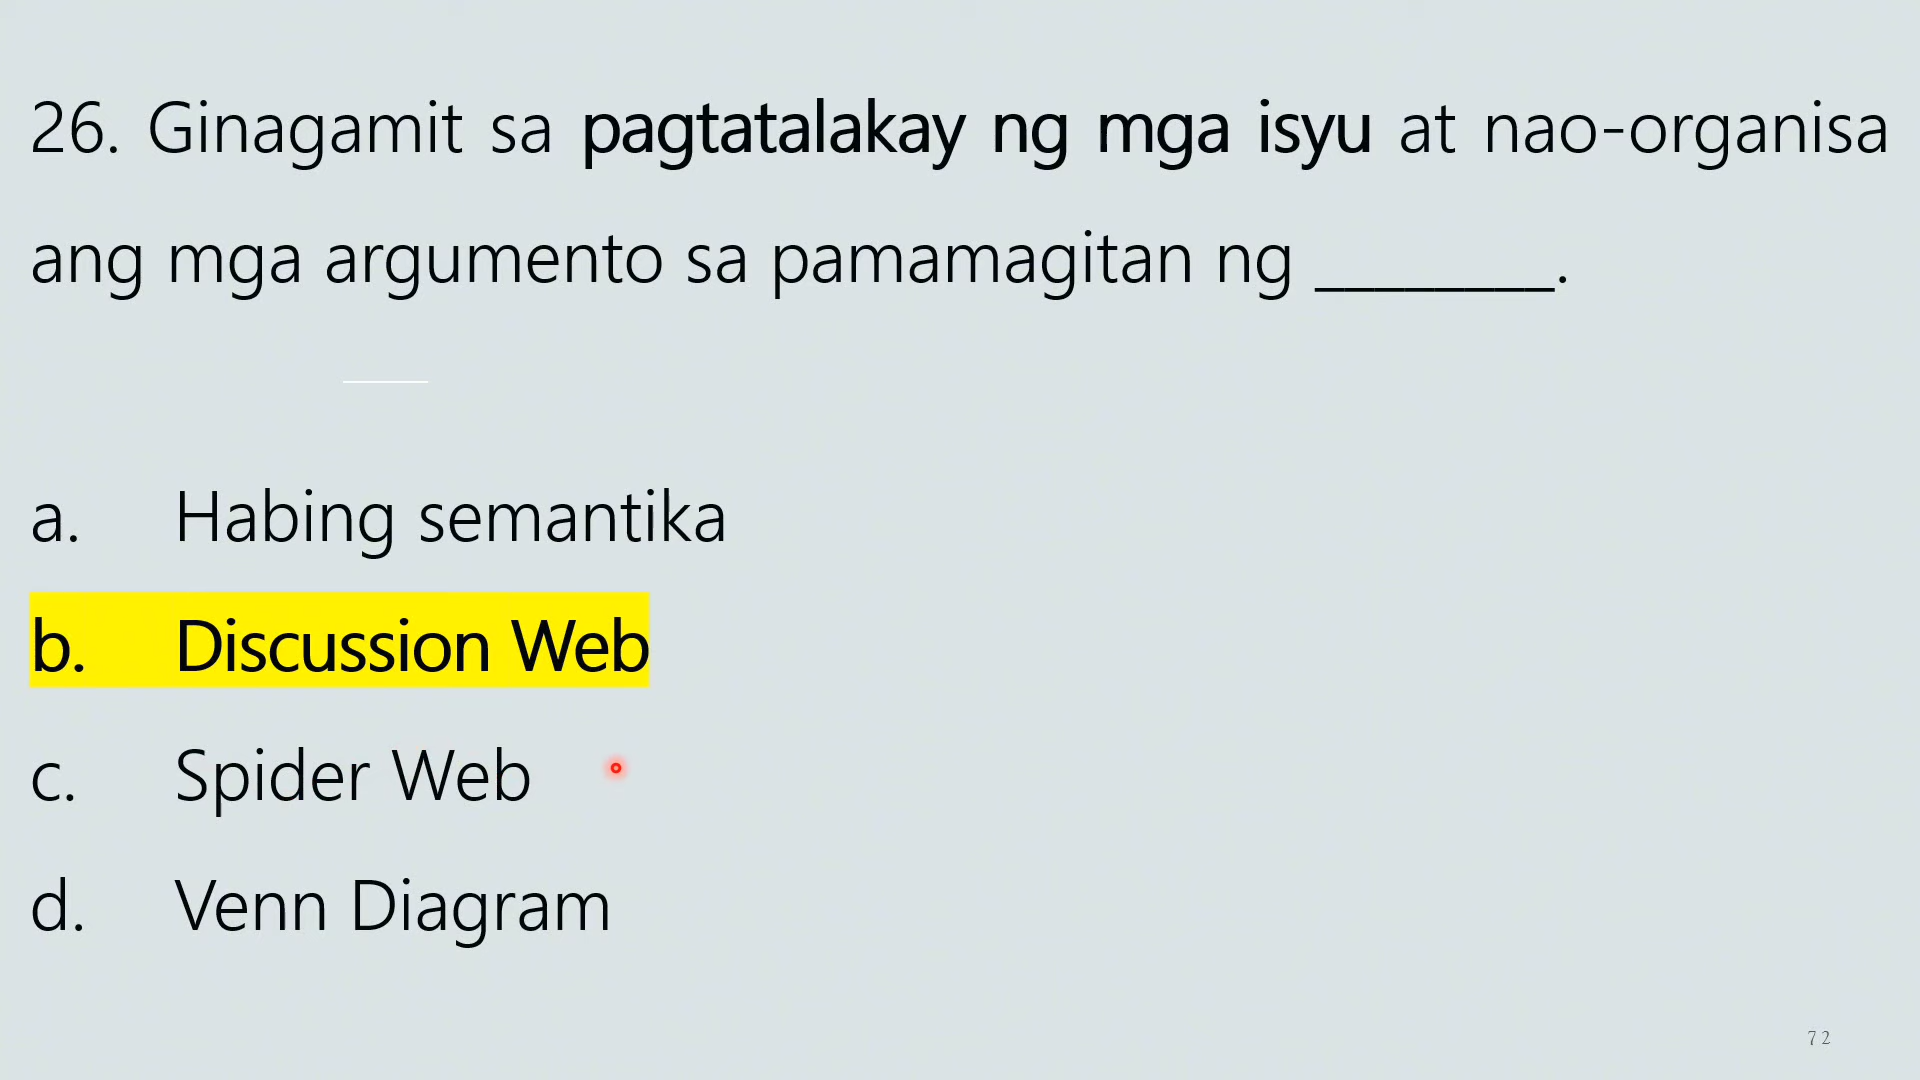 26. Ginagamit sa pagtatalakay ng mga isyu at nao-organisa
ang mga argumento sa pamamagitan ng ________.
a. Habing semantika
b. Discussion Web
c. Spider Web
d. Venn Diagram
72